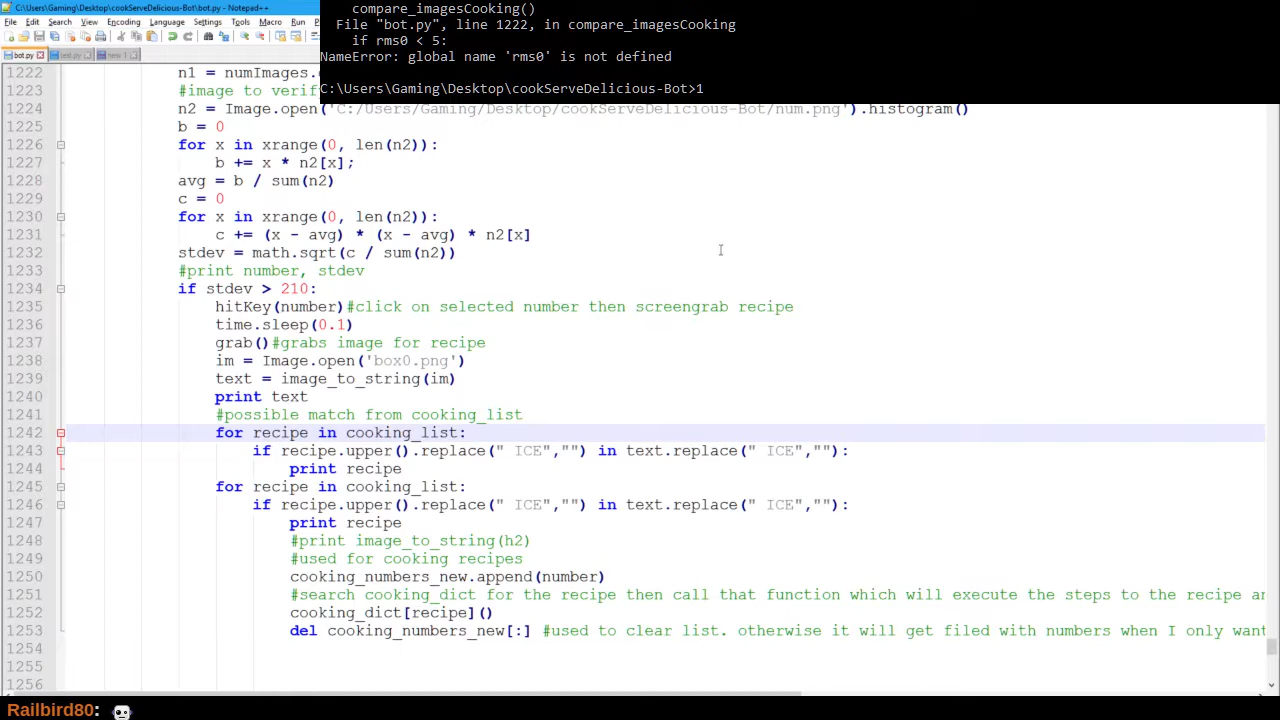 C:\Users\Gaming\Desktop\cookServeDelicious-Bot\bot.py - Notepad++
File Edit Search View Encoding Language Settings Tools Macro Run
bot.py
new 1
compare_imagesCooking()
File "bot.py", line 1222, in compare_imagesCooking
if rms0 < 5:
NameError: global name 'rms0' is not defined
C:\Users\Gaming\Desktop\cookServeDelicious-Bot>1
1222 n1 = numImages.
1223 #image to verif
1224 n2 = Image.open('C:/Users/Gaming/Desktop/cookServeDelicious-Bot/num.png').histogram()
1225 b = 0
1226 for x in xrange(0, len(n2)):
1227 b += x * n2[x];
1228 avg = b / sum(n2)
1229 c = 0
1230 for x in xrange(0, len(n2)):
1231 c += (x - avg) * (x - avg) * n2[x]
1232 stdev = math.sqrt(c / sum(n2))
1233 #print number, stdev
1234 if stdev > 210:
1235 hitKey(number)#click on selected number then screengrab recipe
1236 time.sleep(0.1)
1237 grab()#grabs image for recipe
1238 im = Image.open('box0.png')
1239 text = image_to_string(im)
1240 print text
1241 #possible match from cooking_list
1242 for recipe in cooking_list:
1243 if recipe.upper().replace(" ICE","") in text.replace(" ICE",""):
1244 print recipe
1245 for recipe in cooking_list:
1246 if recipe.upper().replace(" ICE","") in text.replace(" ICE",""):
1247 print recipe
1248 #print image_to_string(h2)
1249 #used for cooking recipes
1250 cooking_numbers_new.append(number)
1251 #search cooking_dict for the recipe then call that function which will execute the steps to the recipe an
1252 cooking_dict[recipe]()
1253 del cooking_numbers_new[:] #used to clear list. otherwise it will get filed with numbers when I only want
1254
1255
1256
Railbird80: